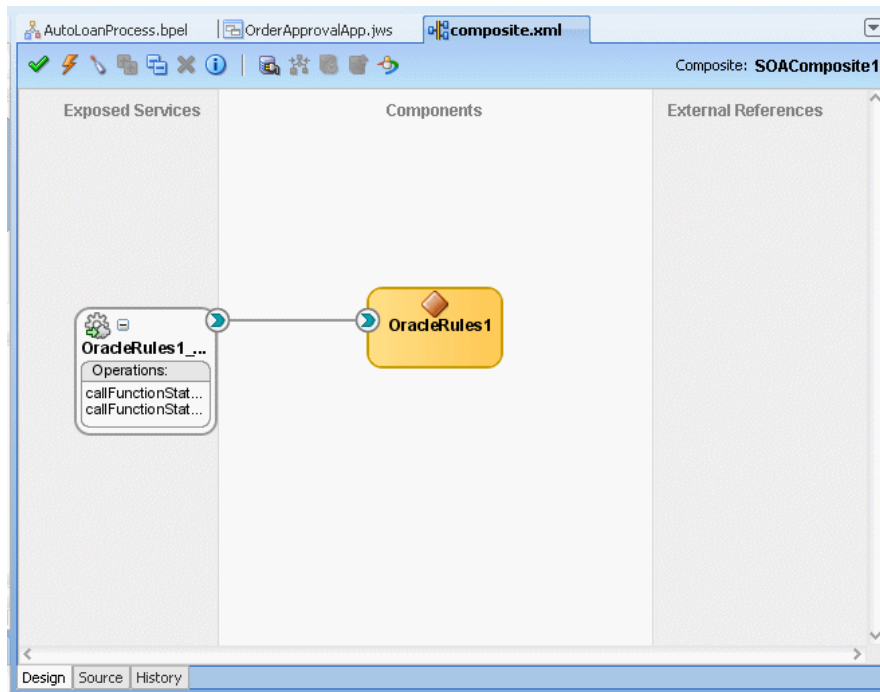 AutoLoanProcess.bpel OrderApprovalApp.jws composite.xml
Composite: SOAComposite1
Exposed Services Components External References
OracleRules1
OracleRules1_...
Operations:
callFunctionStat...
callFunctionStat...
Design Source History